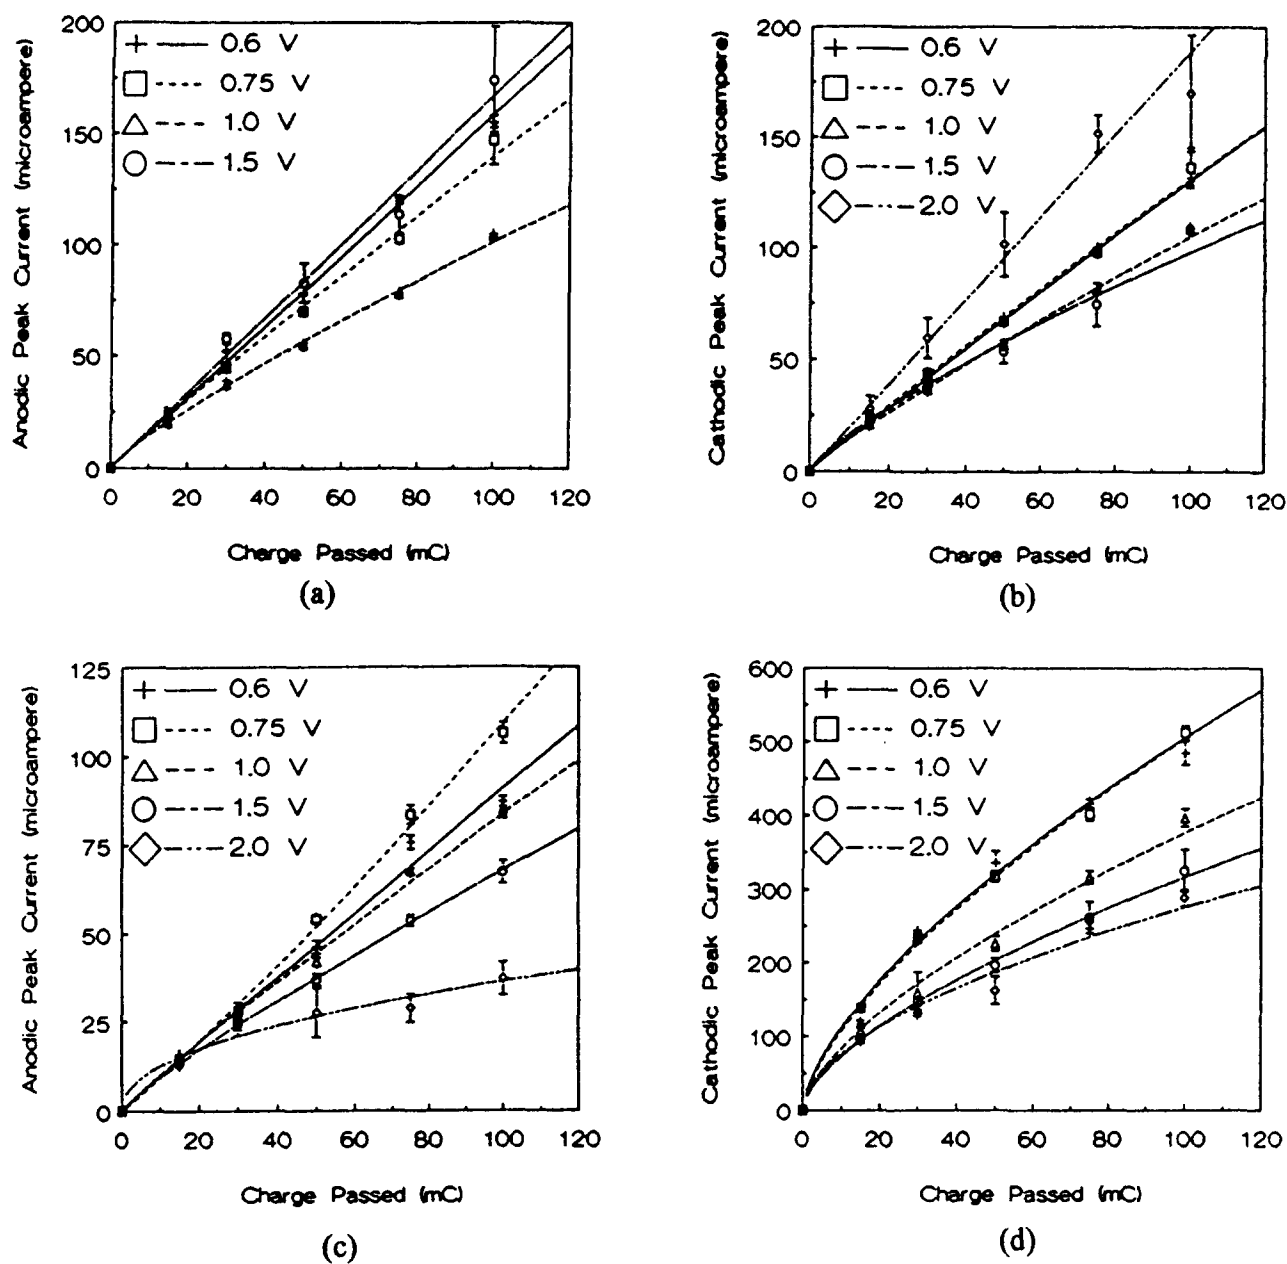 Anodic Peak Current (microampere)
200
150
100
50
0
0.6 V
0.75 V
1.0 V
1.5 V
0 20 40 60 80 100 120
Charge Passed (mC)
(a)
Cathodic Peak Current (microampere)
200
150
100
50
0
0.6 V
0.75 V
1.0 V
1.5 V
2.0 V
0 20 40 60 80 100 120
Charge Passed (mC)
(b)
Anodic Peak Current (microampere)
125
100
75
50
25
0
0.6 V
0.75 V
1.0 V
1.5 V
2.0 V
0 20 40 60 80 100 120
Charge Passed (mC)
(c)
Cathodic Peak Current (microampere)
600
500
400
300
200
100
0
0.6 V
0.75 V
1.0 V
1.5 V
2.0 V
0 20 40 60 80 100 120
Charge Passed (mC)
(d)